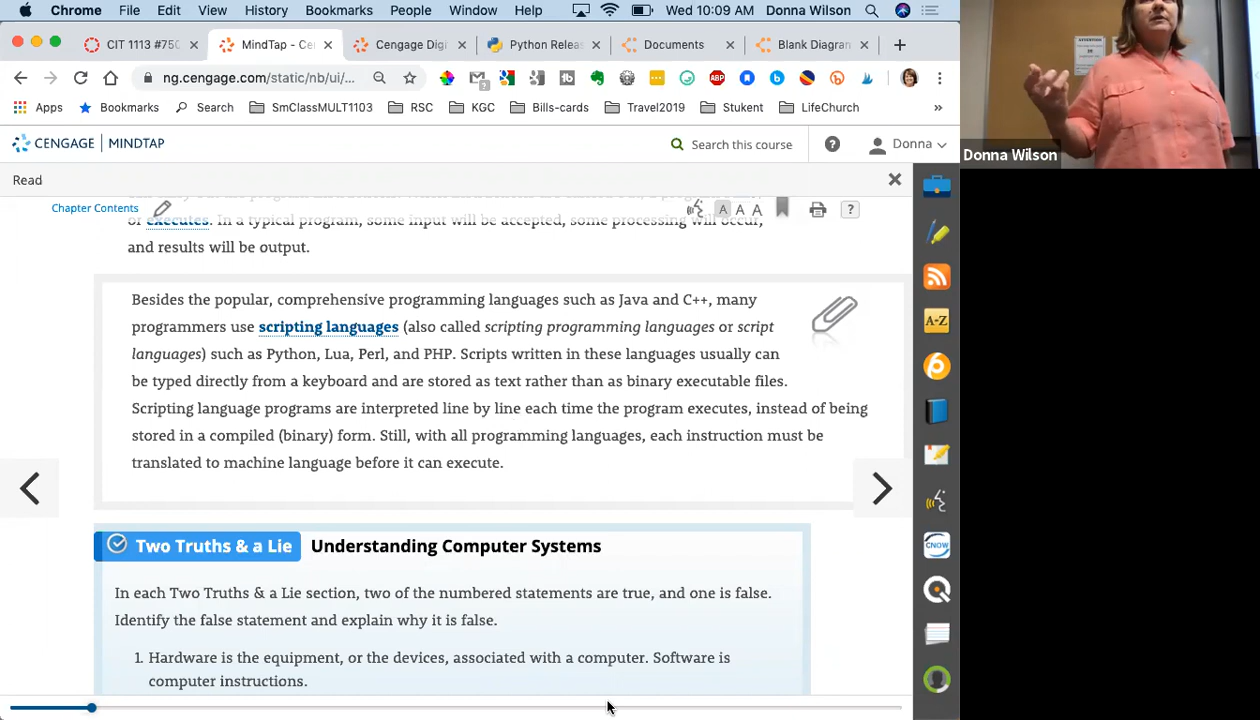 Chrome File Edit View History Bookmarks People Window Help Wed 10:09 AM Donna Wilson
CIT 1113 #750 MindTap - Ce Cengage Digi Python Relea Documents Blank Diagran
ng.cengage.com/static/nb/ui/...
Apps Bookmarks Search SmClassMULT1103 RSC KGC Bills-cards Travel2019 Stukent LifeChurch »
CENGAGE | MINDTAP Search this course ? Donna
Read
Chapter Contents A A A ?
or executes. In a typical program, some input will be accepted, some processing will occur,
and results will be output.
Besides the popular, comprehensive programming languages such as Java and C++, many
programmers use scripting languages (also called scripting programming languages or script
languages) such as Python, Lua, Perl, and PHP. Scripts written in these languages usually can
be typed directly from a keyboard and are stored as text rather than as binary executable files.
Scripting language programs are interpreted line by line each time the program executes, instead of being
stored in a compiled (binary) form. Still, with all programming languages, each instruction must be
translated to machine language before it can execute.
Two Truths & a Lie Understanding Computer Systems
In each Two Truths & a Lie section, two of the numbered statements are true, and one is false.
Identify the false statement and explain why it is false.
1. Hardware is the equipment, or the devices, associated with a computer. Software is
computer instructions.
A-Z
CNOW
ABP
Donna Wilson